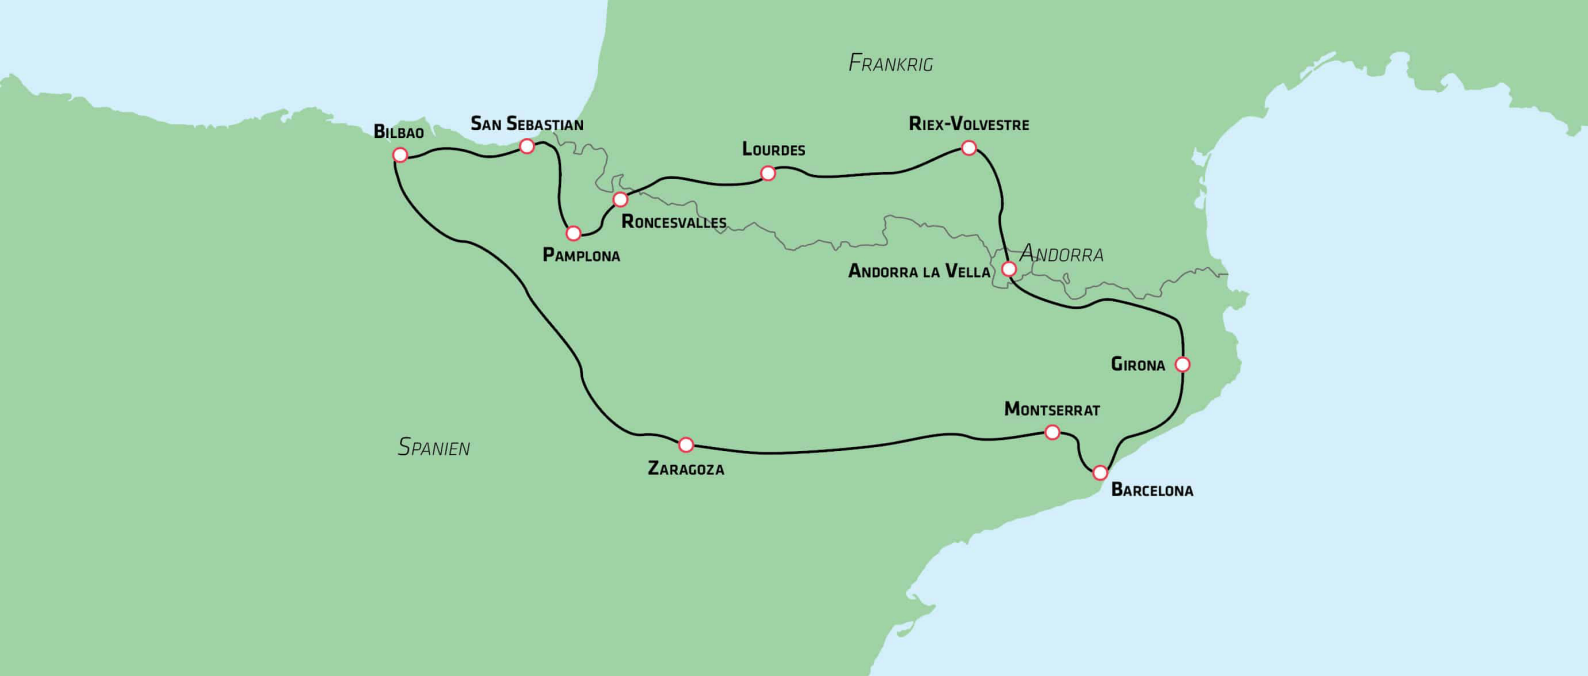 Frankrig
Riex-Volvestre
San Sebastian
Bilbao
Lourdes
Roncesvalles
Pamplona
Andorra
Andorra la Vella
Girona
Montserrat
Spanien
Zaragoza
Barcelona